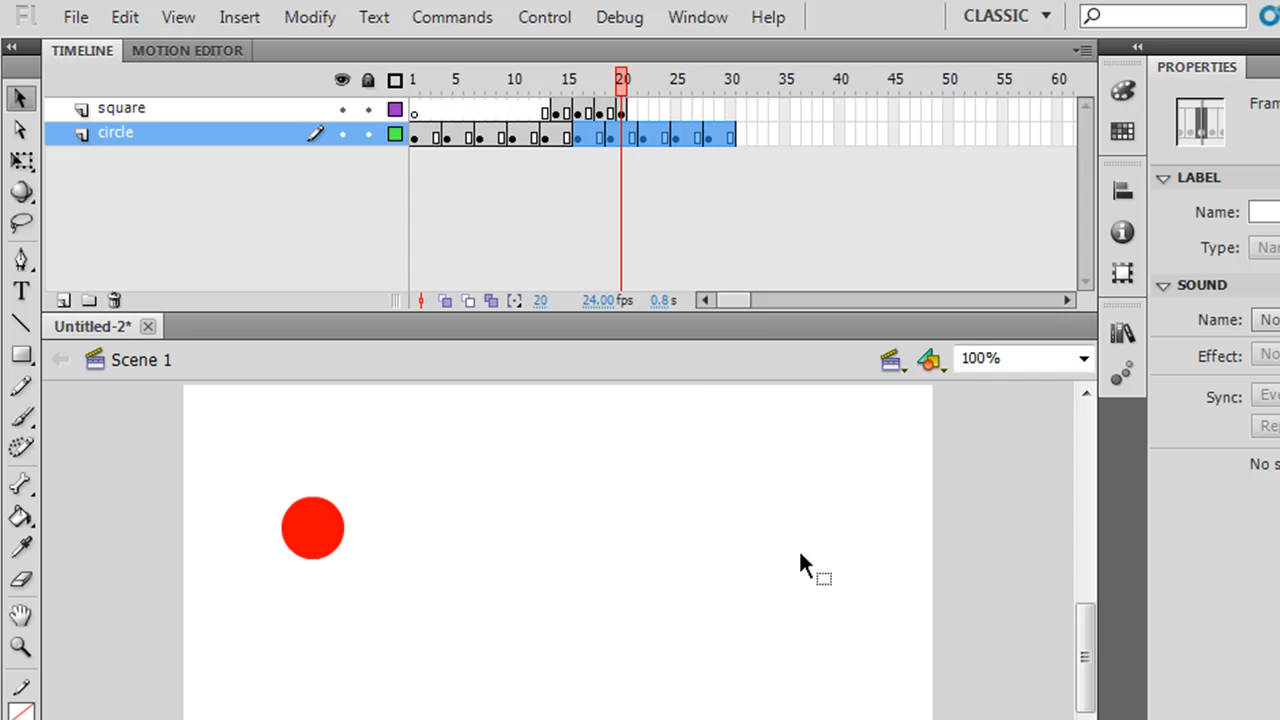 Fl File Edit View Insert Modify Text Commands Control Debug Window Help CLASSIC
TIMELINE MOTION EDITOR PROPERTIES
1 5 10 15 20 25 30 35 40 45 50 55 60
square
circle
LABEL
Name:
Type:
SOUND
20 24.00 fps 0.8 s
Name:
Untitled-2*
Scene 1 100%
Effect:
Sync:
No s